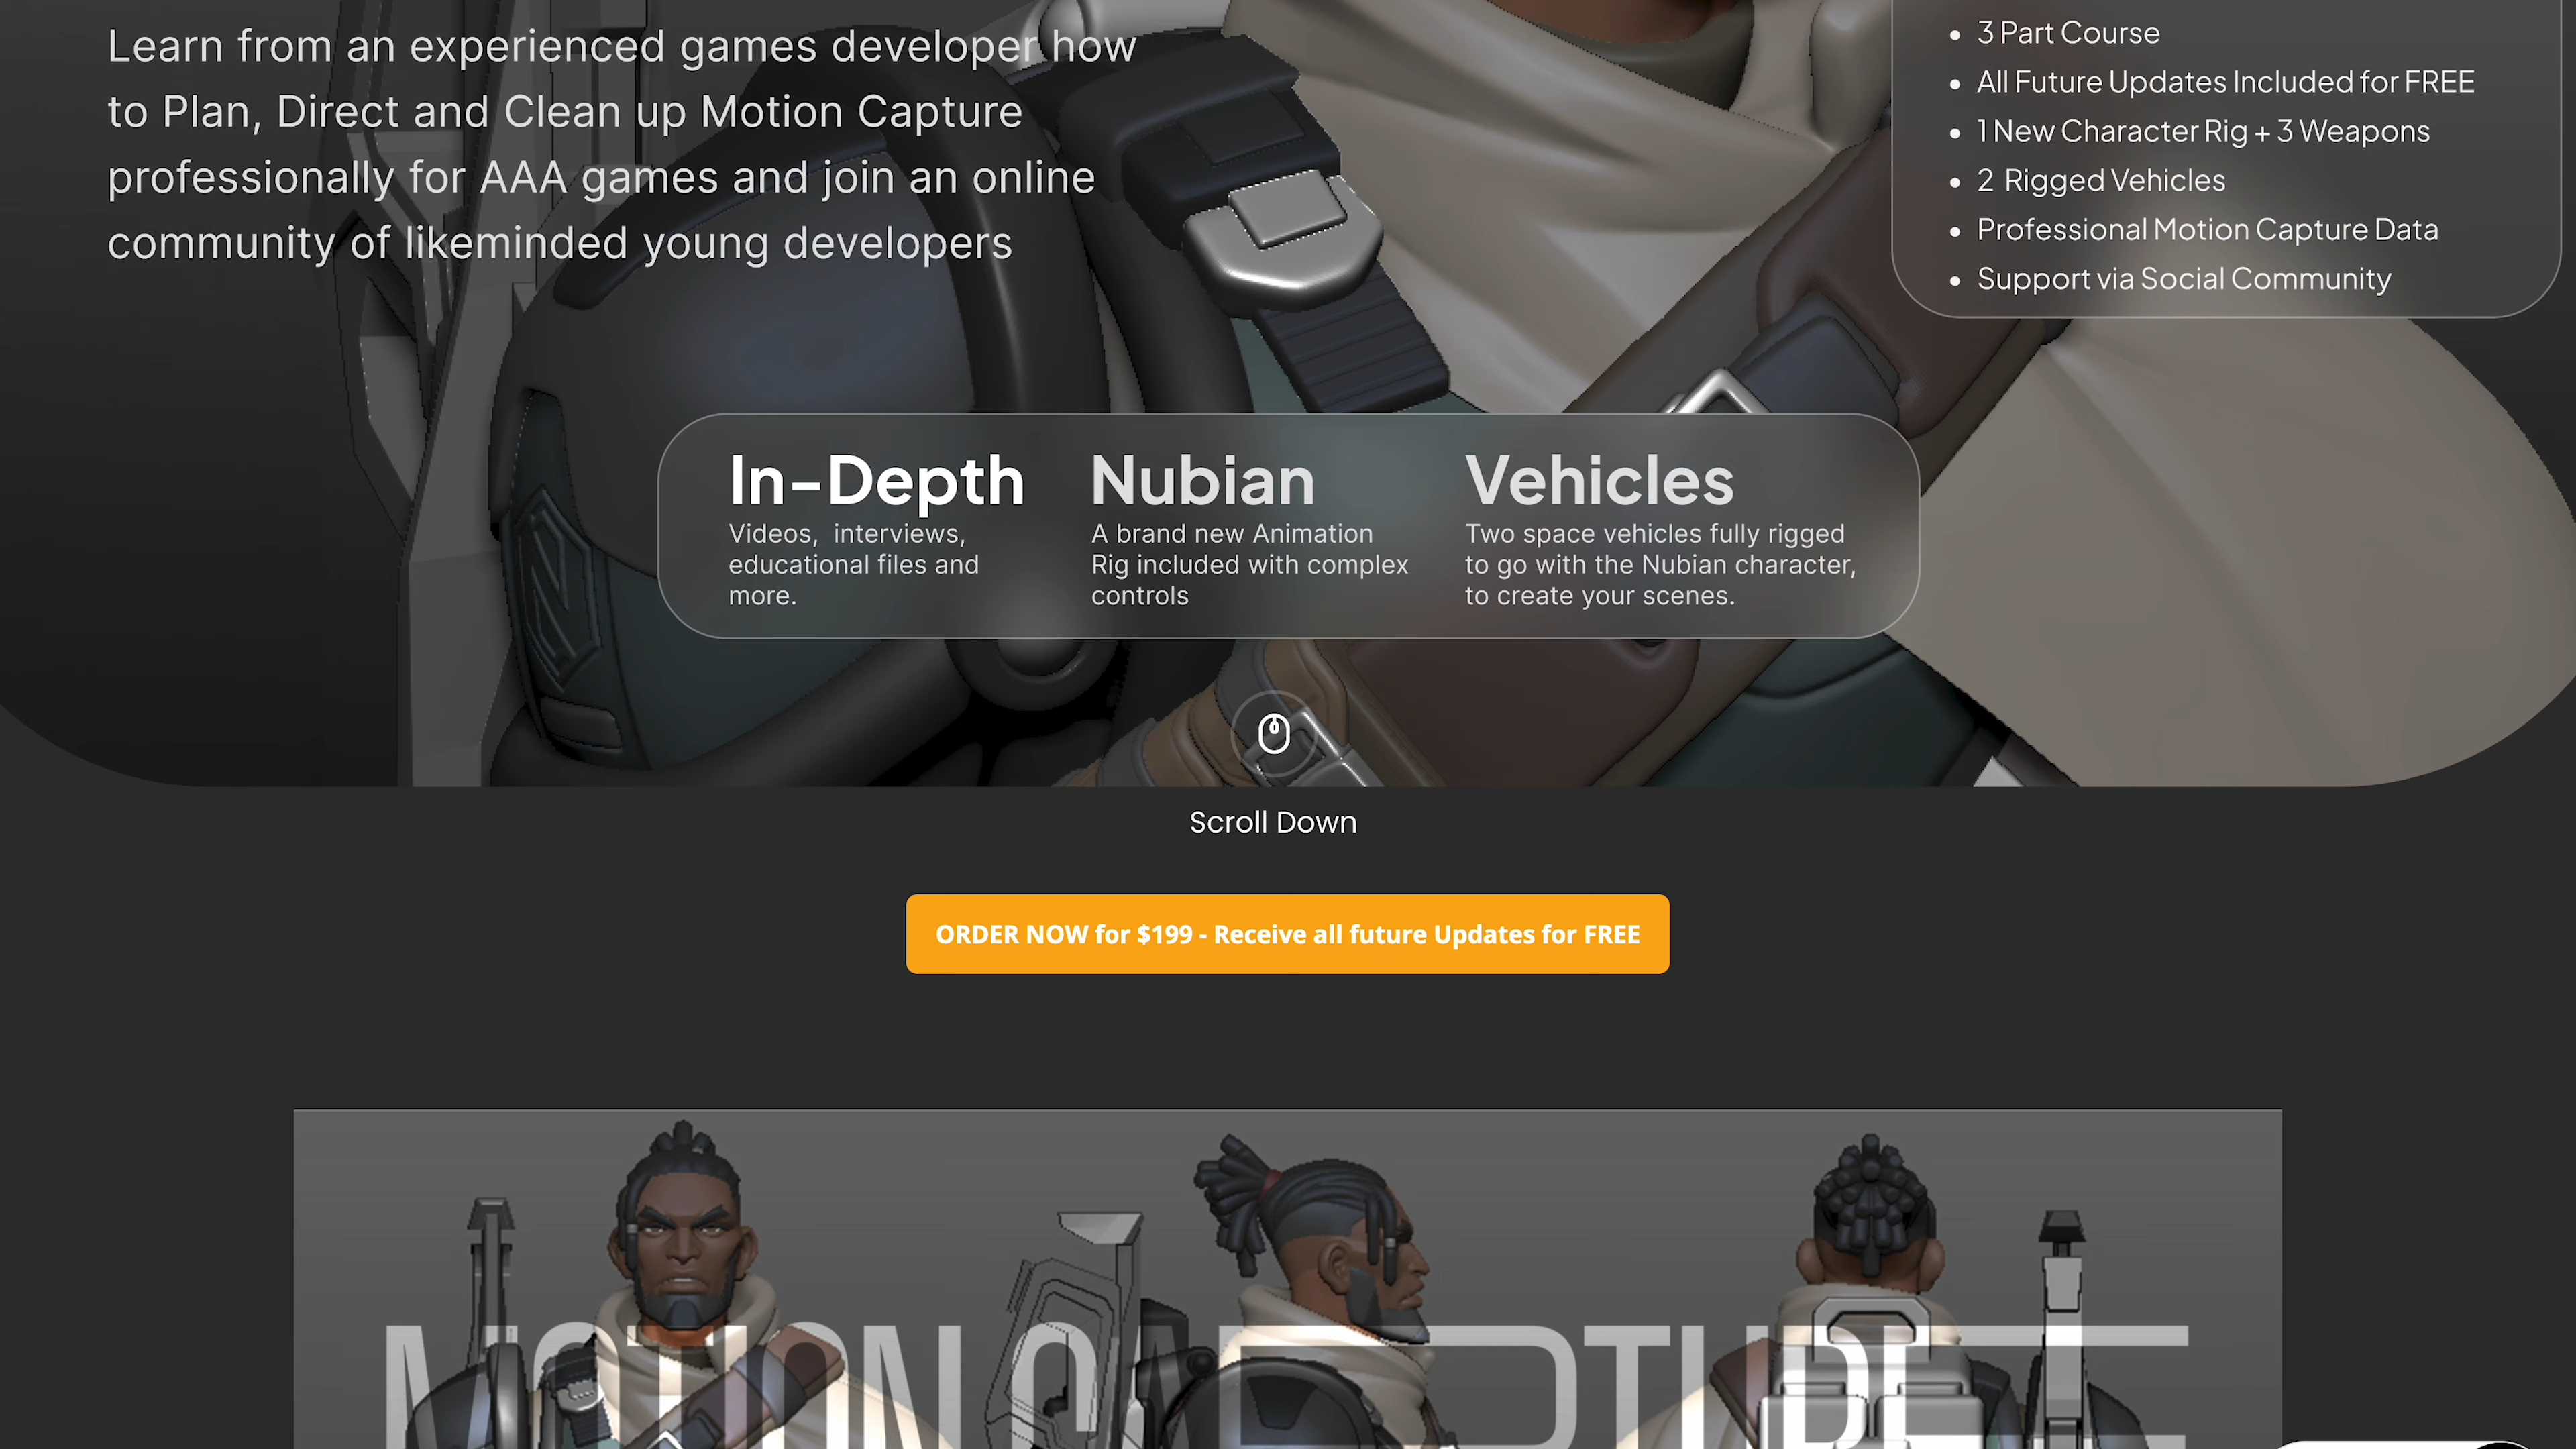 Learn from an experienced games developer how
to Plan, Direct and Clean up Motion Capture
professionally for AAA games and join an online
community of likeminded young developers
• 3 Part Course
• All Future Updates Included for FREE
• 1 New Character Rig + 3 Weapons
• 2 Rigged Vehicles
• Professional Motion Capture Data
• Support via Social Community
In-Depth
Videos, interviews,
educational files and
more.
Nubian
A brand new Animation
Rig included with complex
controls
Vehicles
Two space vehicles fully rigged
to go with the Nubian character,
to create your scenes.
Scroll Down
ORDER NOW for $199 - Receive all future Updates for FREE
MOTION CAPTURE